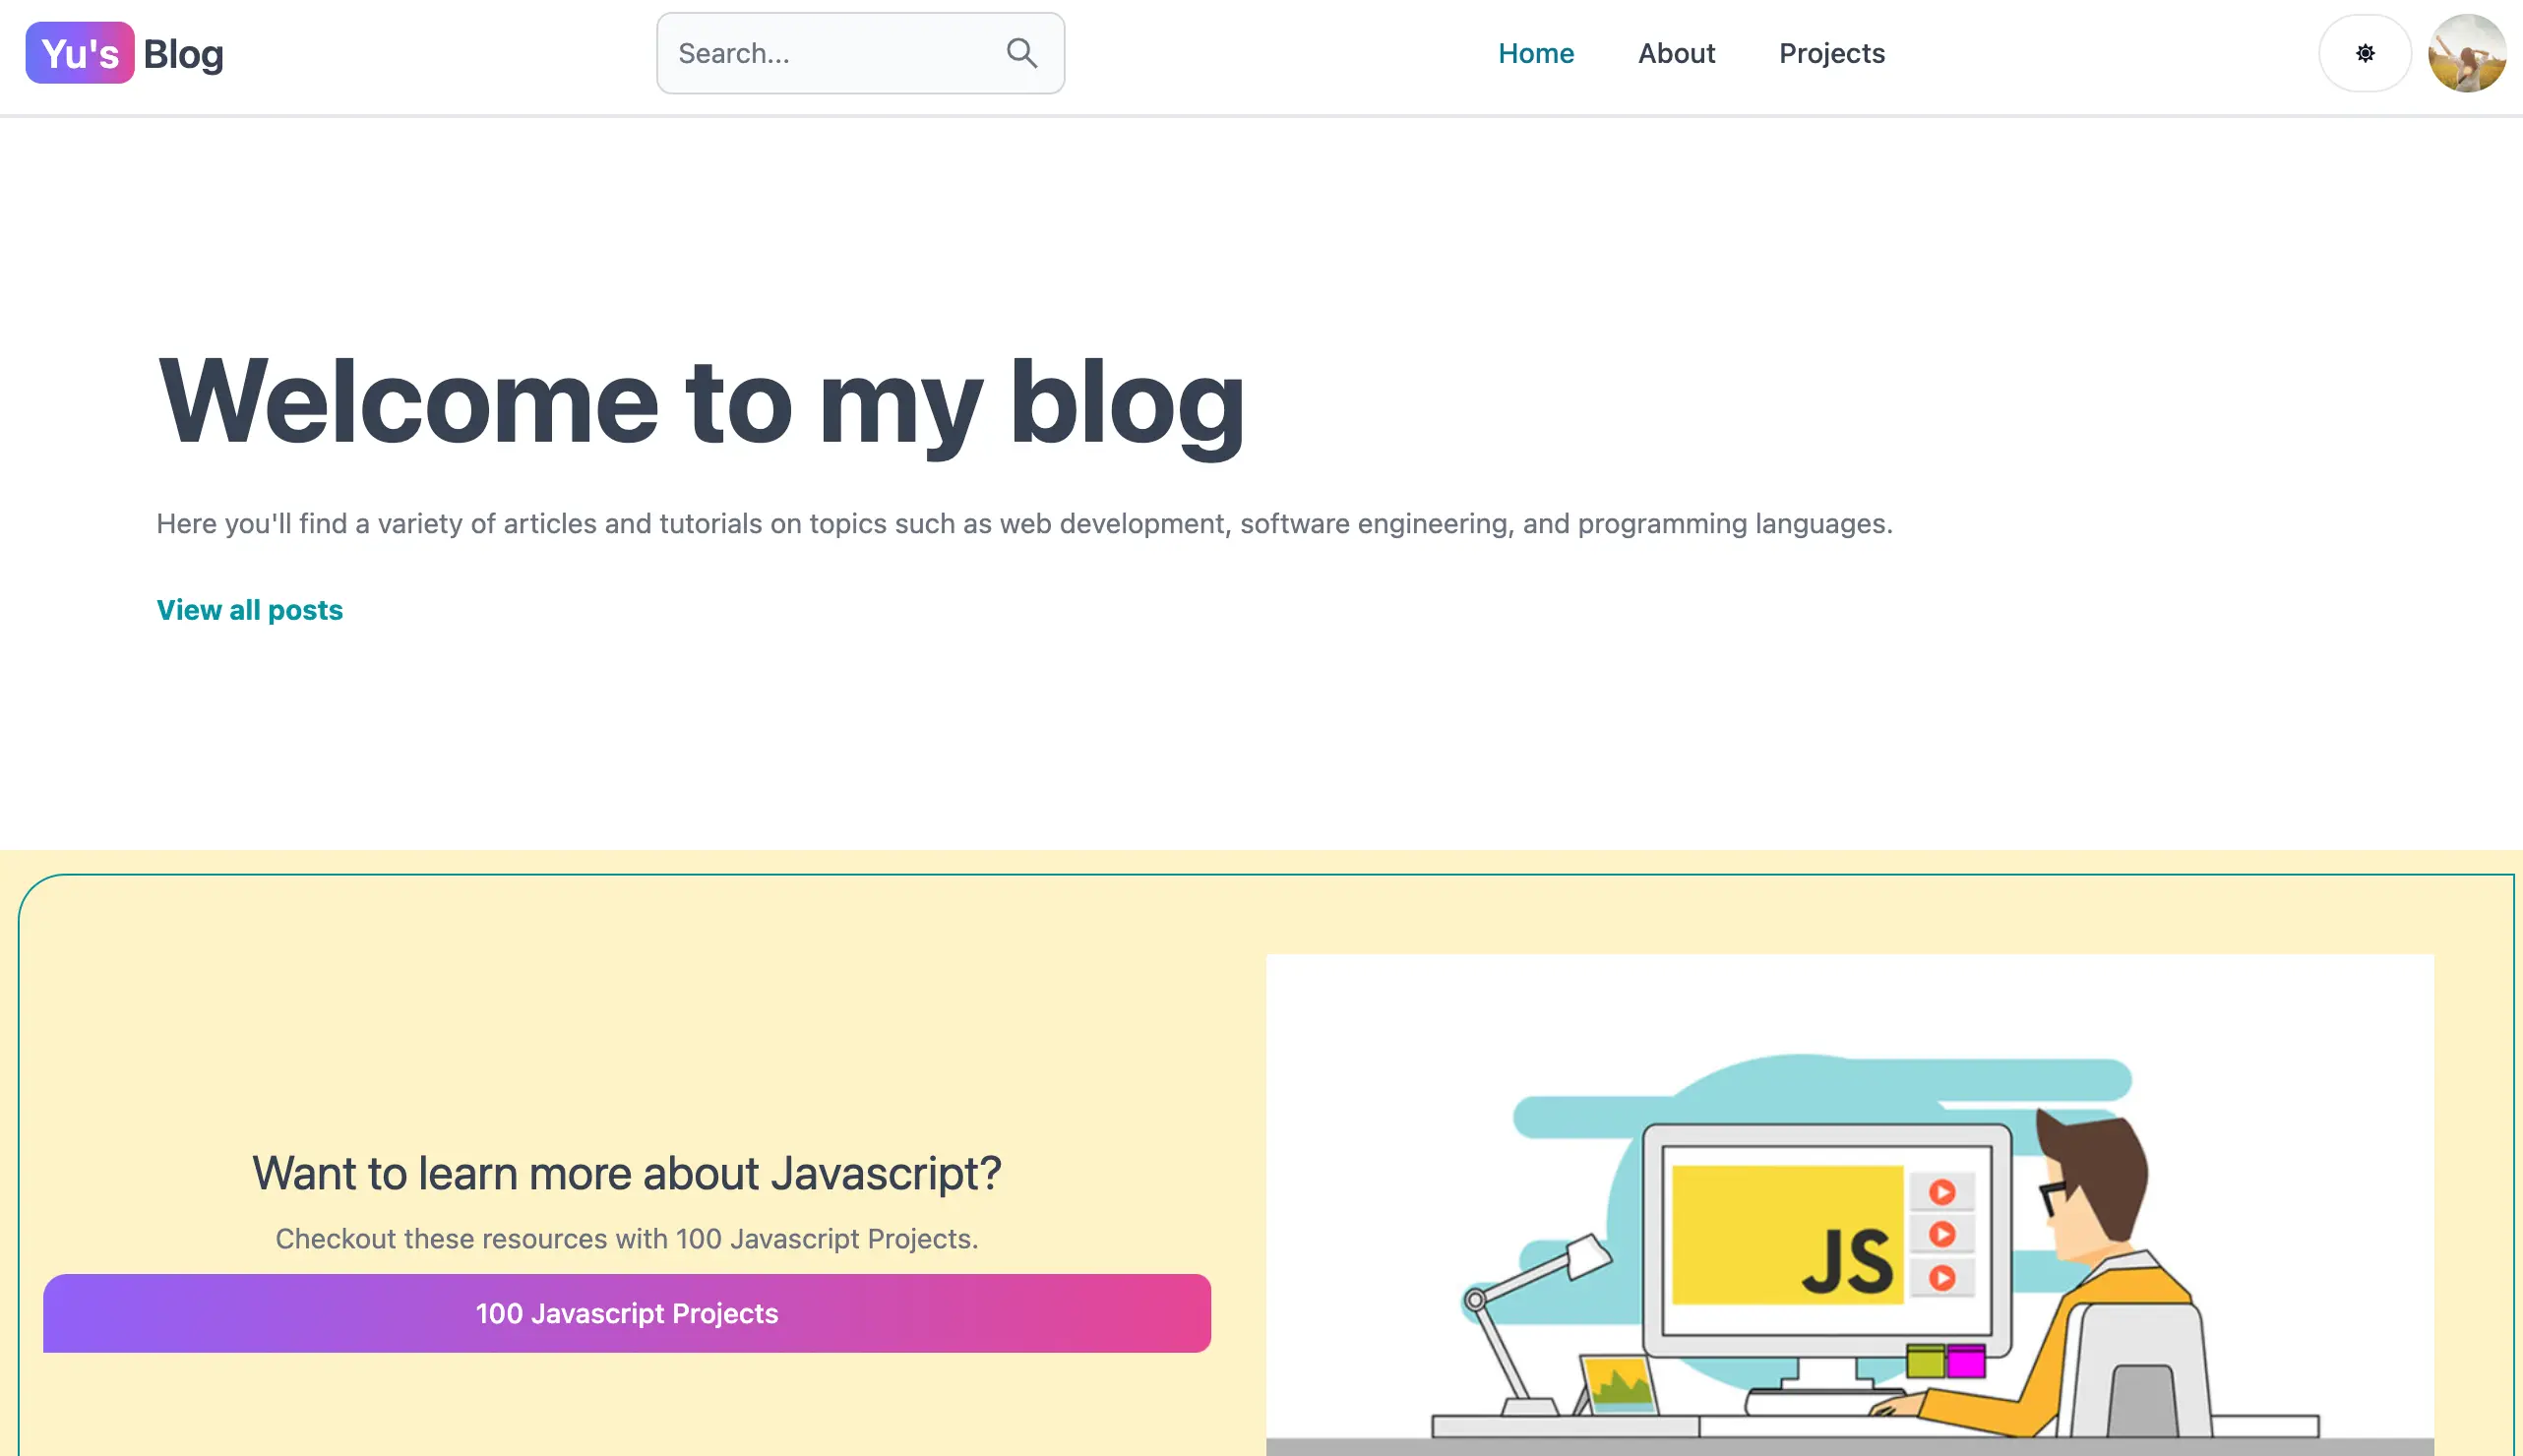 Yu's Blog
Search...
Home
About
Projects
Welcome to my blog
Here you'll find a variety of articles and tutorials on topics such as web development, software engineering, and programming languages.
View all posts
Want to learn more about Javascript?
Checkout these resources with 100 Javascript Projects.
100 Javascript Projects
JS